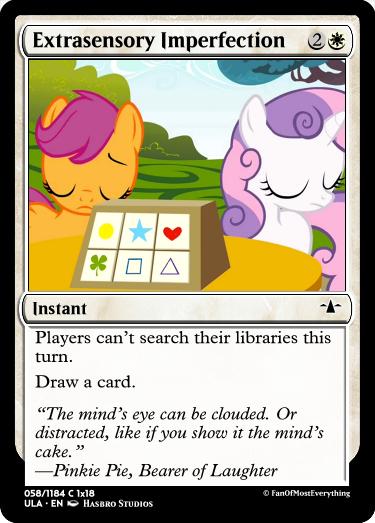 Extrasensory Imperfection 2
Instant
Players can't search their libraries this
turn.
Draw a card.
"The mind's eye can be clouded. Or
distracted, like if you show it the mind's
cake."
—Pinkie Pie, Bearer of Laughter
058/1184 C 1x18
ULA • EN HASBRO STUDIOS
© FanOfMostEverything